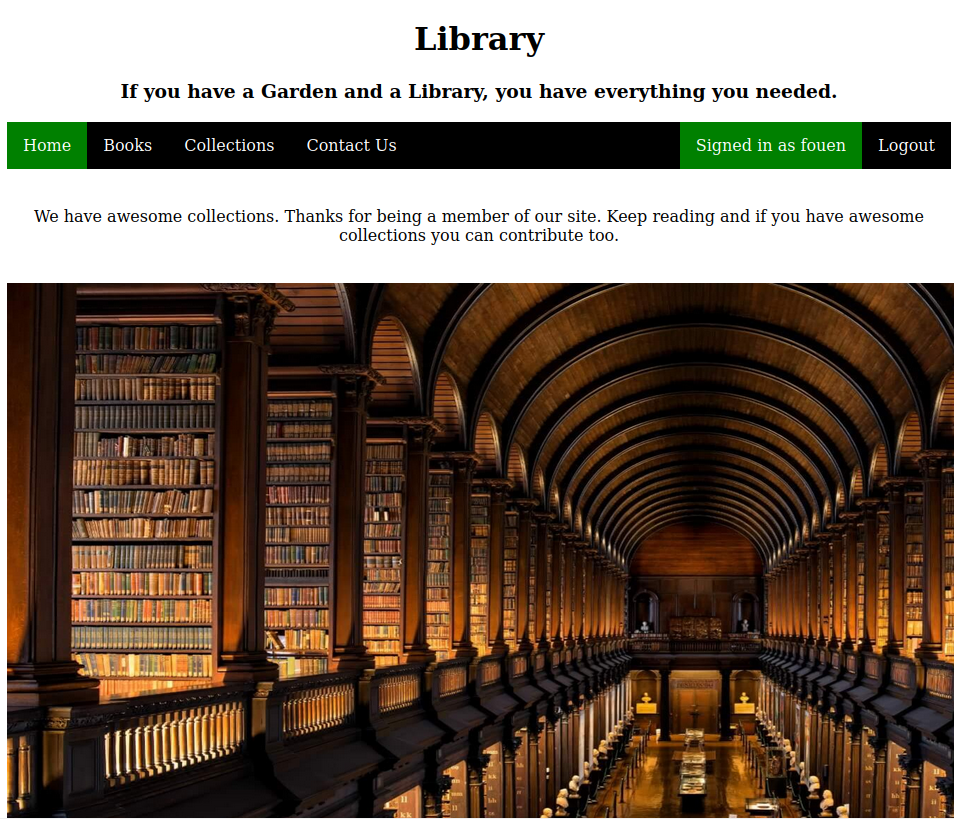 Library
If you have a Garden and a Library, you have everything you needed.
Home Books Collections Contact Us Signed in as fouen Logout
We have awesome collections. Thanks for being a member of our site. Keep reading and if you have awesome
collections you can contribute too.